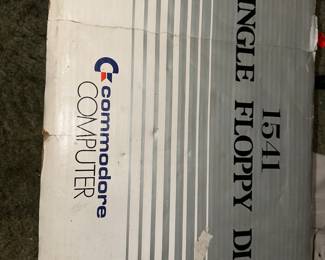 commodore
COMPUTER
1541
INGLE FLOPPY DI